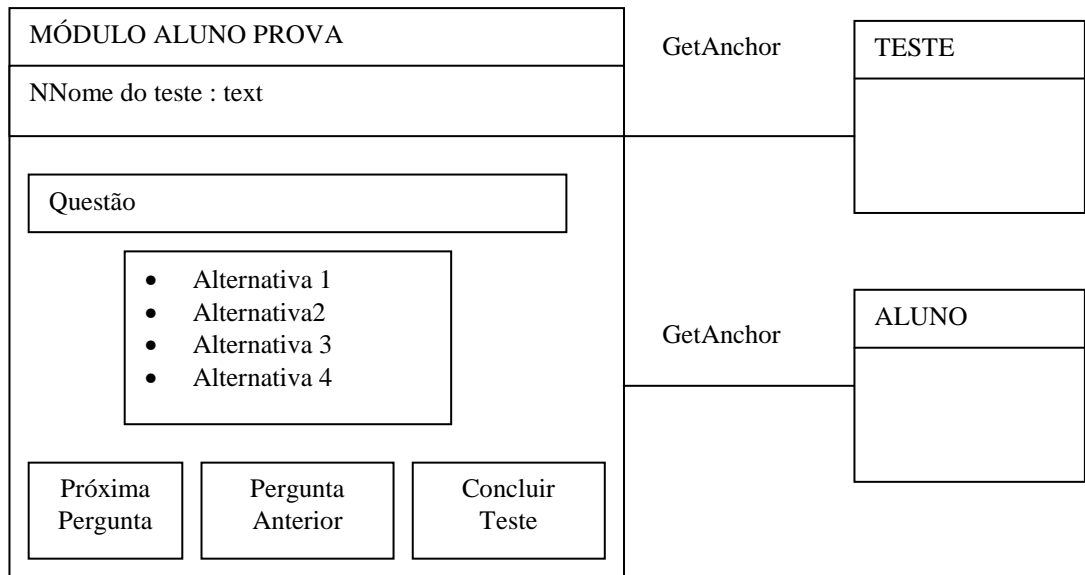 MÓDULO ALUNO PROVA
GetAnchor
TESTE
NNome do teste : text
Questão
• Alternativa 1
• Alternativa2
• Alternativa 3
• Alternativa 4
GetAnchor
ALUNO
Próxima
Pergunta
Pergunta
Anterior
Concluir
Teste